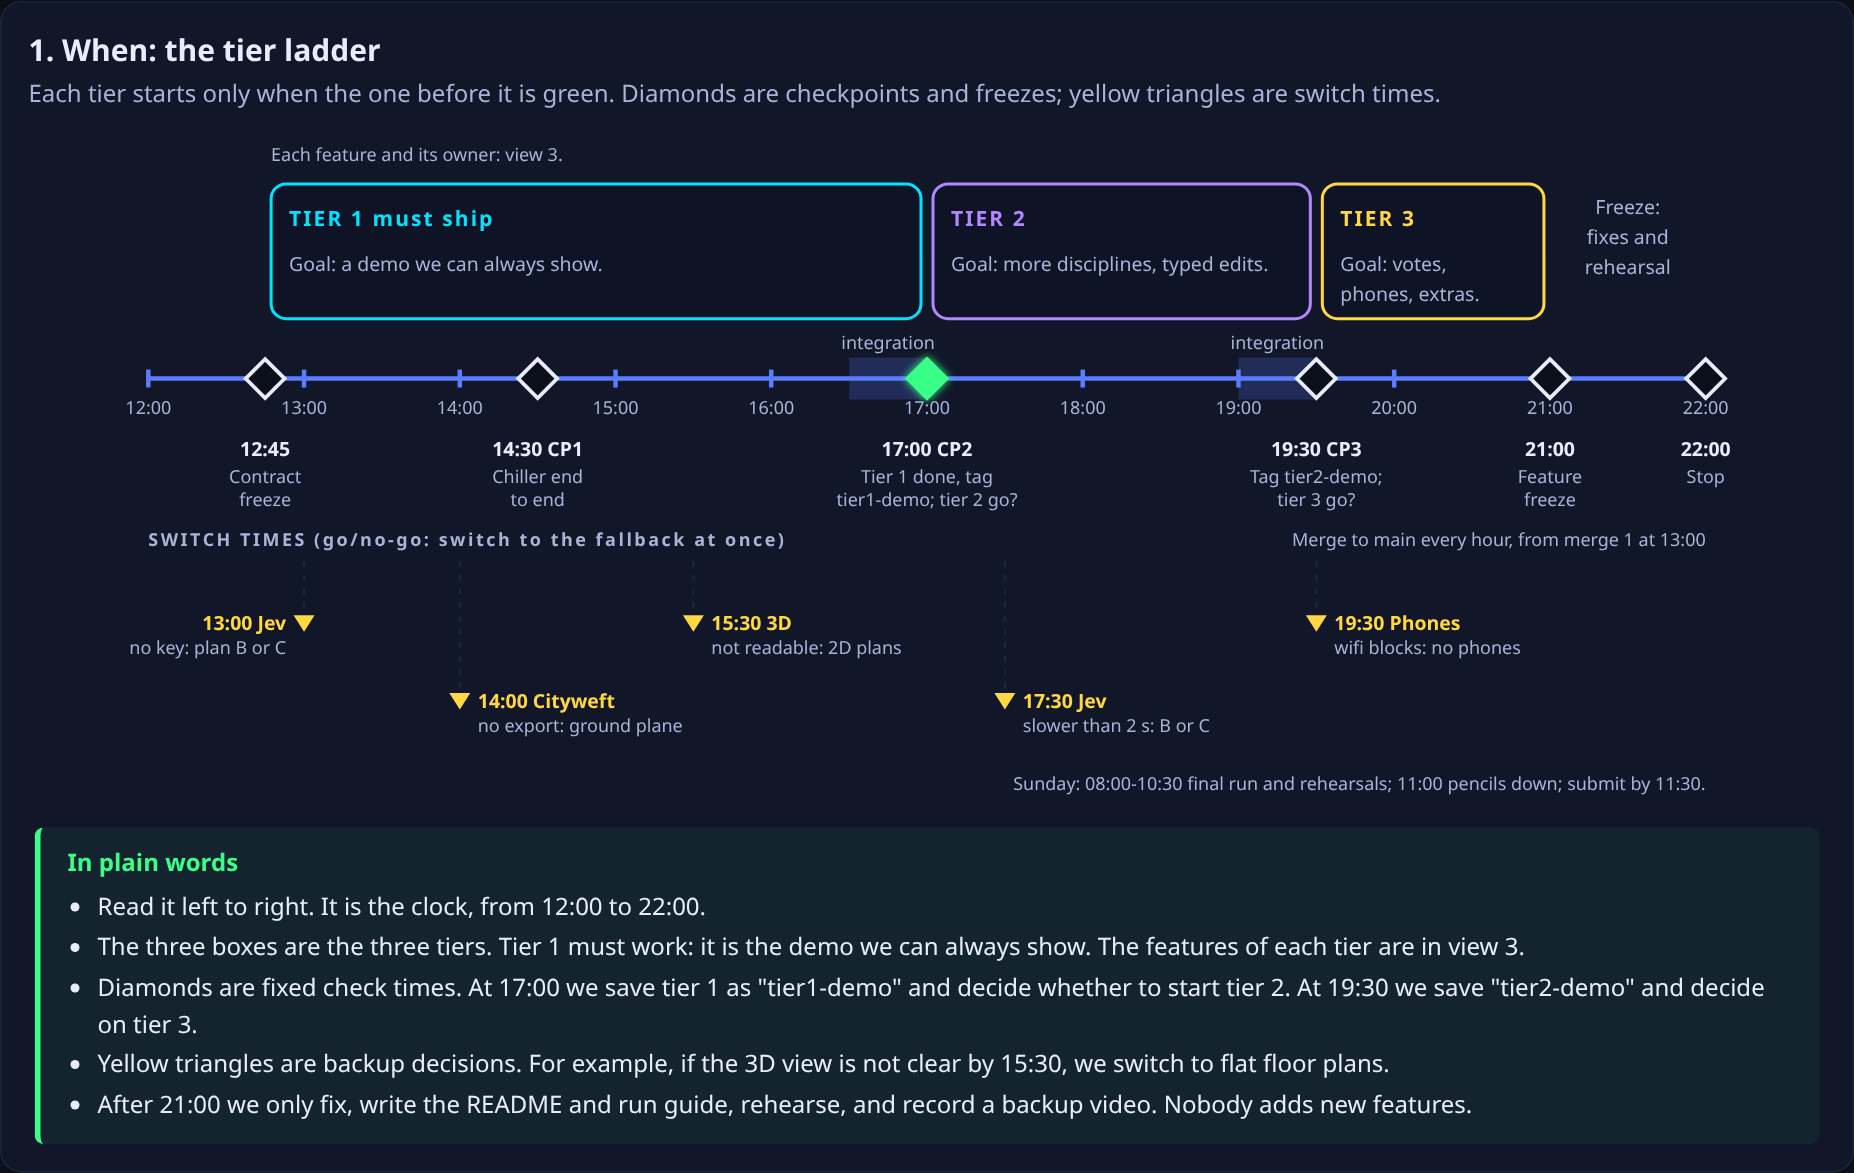 1. When: the tier ladder
Each tier starts only when the one before it is green. Diamonds are checkpoints and freezes; yellow triangles are switch times.
Each feature and its owner: view 3.
TIER 1 must ship
Goal: a demo we can always show.
TIER 2
Goal: more disciplines, typed edits.
TIER 3
Goal: votes,
phones, extras.
Freeze:
fixes and
rehearsal
integration
integration
12:00
13:00
14:00
15:00
16:00
17:00
18:00
19:00
20:00
21:00
22:00
12:45
Contract
freeze
14:30 CP1
Chiller end
to end
17:00 CP2
Tier 1 done, tag
tier1-demo; tier 2 go?
19:30 CP3
Tag tier2-demo;
tier 3 go?
21:00
Feature
freeze
22:00
Stop
SWITCH TIMES (go/no-go: switch to the fallback at once)
Merge to main every hour, from merge 1 at 13:00
13:00 Jev
no key: plan B or C
15:30 3D
not readable: 2D plans
19:30 Phones
wifi blocks: no phones
14:00 Cityweft
no export: ground plane
17:30 Jev
slower than 2 s: B or C
Sunday: 08:00-10:30 final run and rehearsals; 11:00 pencils down; submit by 11:30.
In plain words
• Read it left to right. It is the clock, from 12:00 to 22:00.
• The three boxes are the three tiers. Tier 1 must work: it is the demo we can always show. The features of each tier are in view 3.
• Diamonds are fixed check times. At 17:00 we save tier 1 as "tier1-demo" and decide whether to start tier 2. At 19:30 we save "tier2-demo" and decide
on tier 3.
• Yellow triangles are backup decisions. For example, if the 3D view is not clear by 15:30, we switch to flat floor plans.
• After 21:00 we only fix, write the README and run guide, rehearse, and record a backup video. Nobody adds new features.